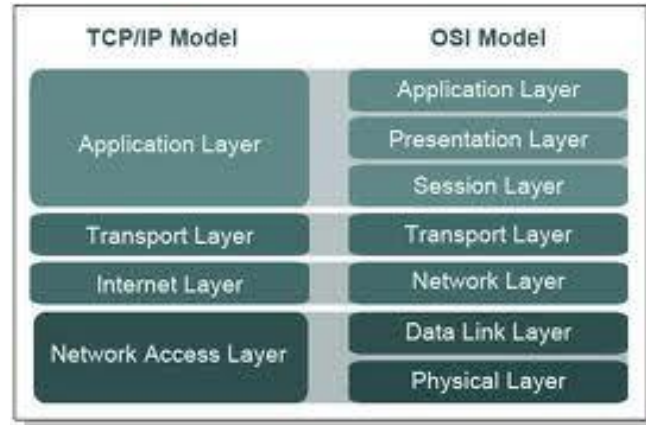 TCP/IP Model
OSI Model
Application Layer
Transport Layer
Internet Layer
Network Access Layer
Application Layer
Presentation Layer
Session Layer
Transport Layer
Network Layer
Data Link Layer
Physical Layer